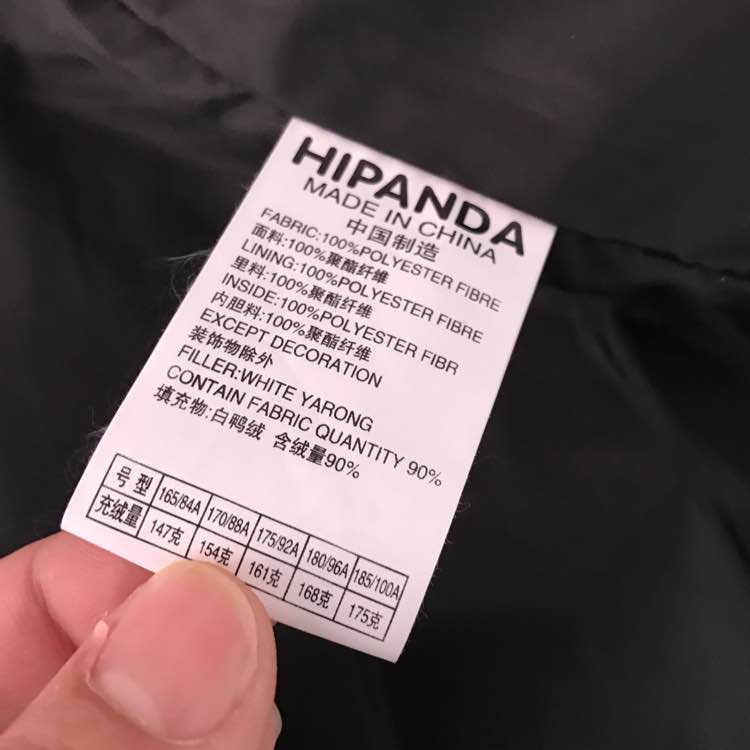 HIPANDA
MADE IN CHINA
中国制造
FABRIC:100%POLYESTER FIBRE
面料:100%聚酯纤维
LINING:100%POLYESTER FIBRE
里料:100%聚酯纤维
INSIDE:100%POLYESTER FIBR
内胆料:100%聚酯纤维
EXCEPT DECORATION
装饰物除外
FILLER:WHITE YARONG
CONTAIN FABRIC QUANTITY 90%
填充物:白鸭绒 含绒量90%
号型 165/84A 170/88A 175/92A 180/96A 185/100A
充绒量 147克 154克 161克 168克 175克